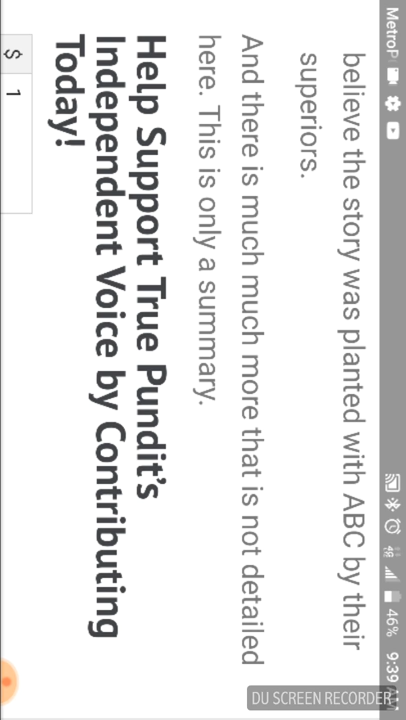 MetroP
46% 9:39 AM
believe the story was planted with ABC by their
superiors.
And there is much much more that is not detailed
here. This is only a summary.
Help Support True Pundit's
Independent Voice by Contributing
Today!
$ 1
DU SCREEN RECORDER